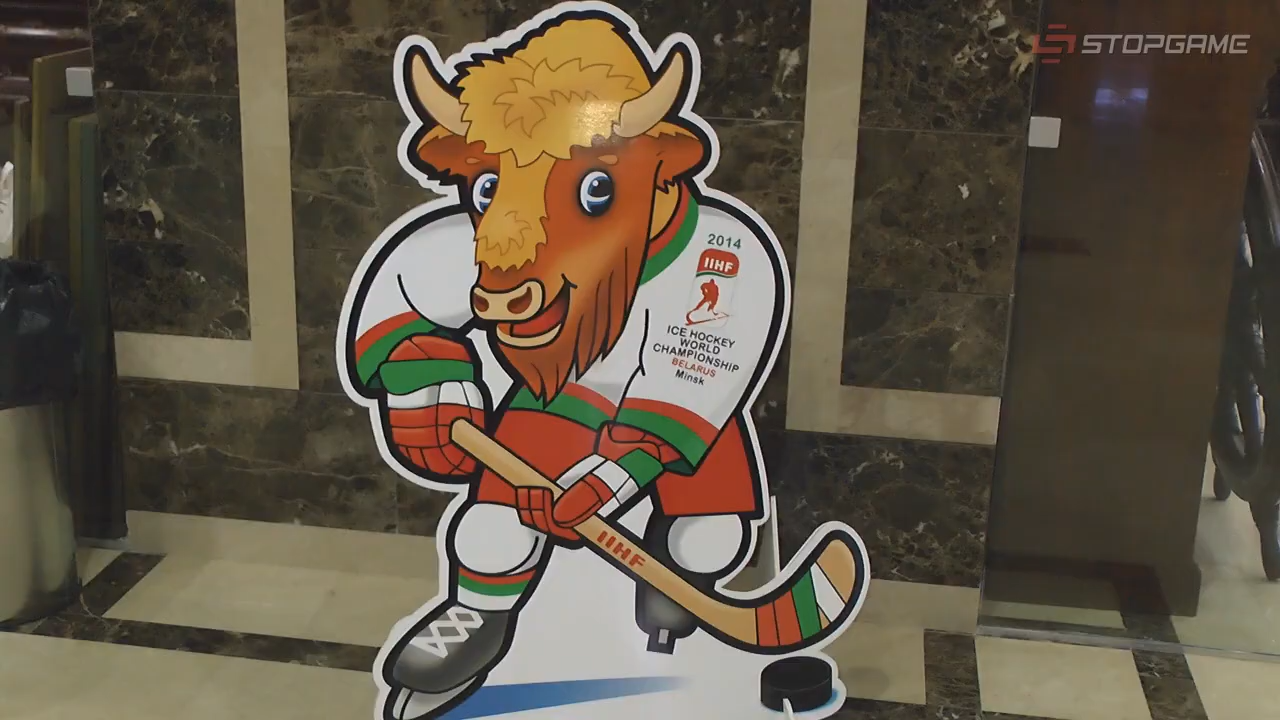 STOPGAME
2014
IIHF
ICE HOCKEY
WORLD
CHAMPIONSHIP
BELARUS
Minsk
IIHF